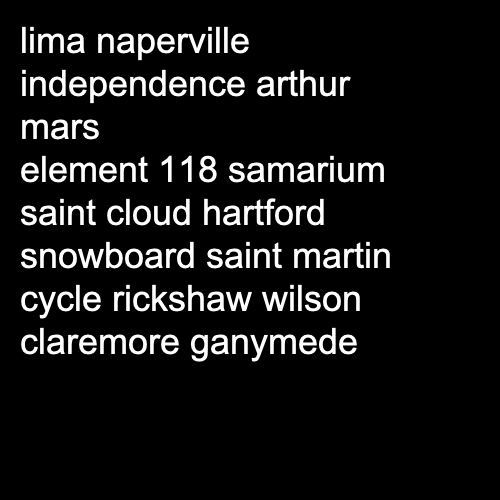 lima naperville
independence arthur
mars
element 118 samarium
saint cloud hartford
snowboard saint martin
cycle rickshaw wilson
claremore ganymede